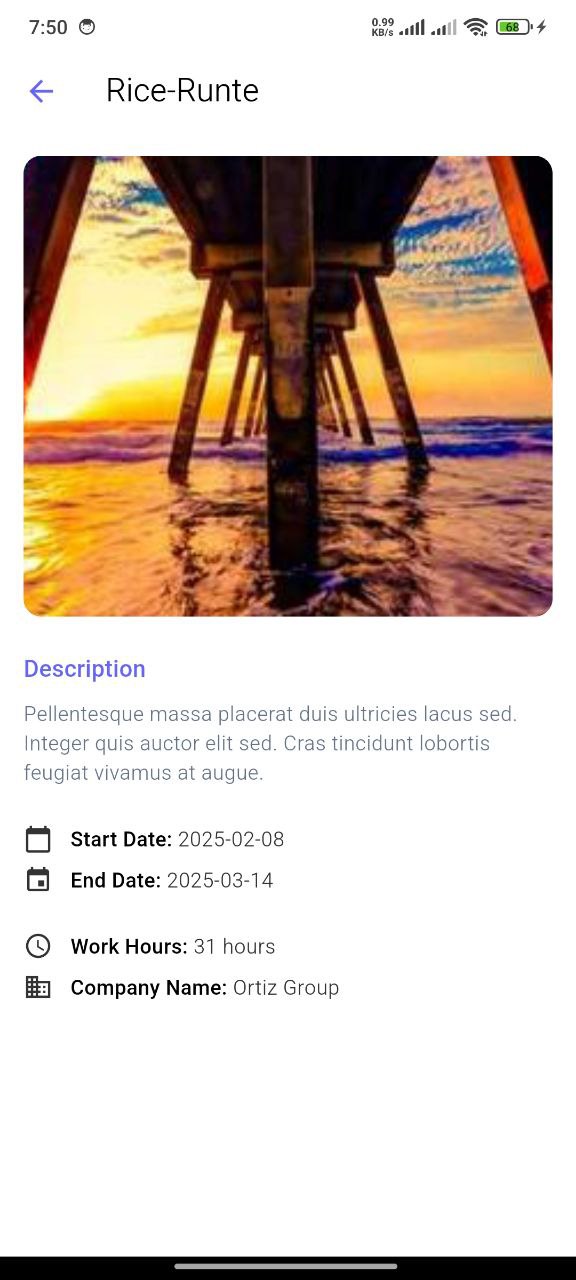 7:50
0.99
KB/s
68
Rice-Runte
Description
Pellentesque massa placerat duis ultricies lacus sed.
Integer quis auctor elit sed. Cras tincidunt lobortis
feugiat vivamus at augue.
Start Date: 2025-02-08
End Date: 2025-03-14
Work Hours: 31 hours
Company Name: Ortiz Group